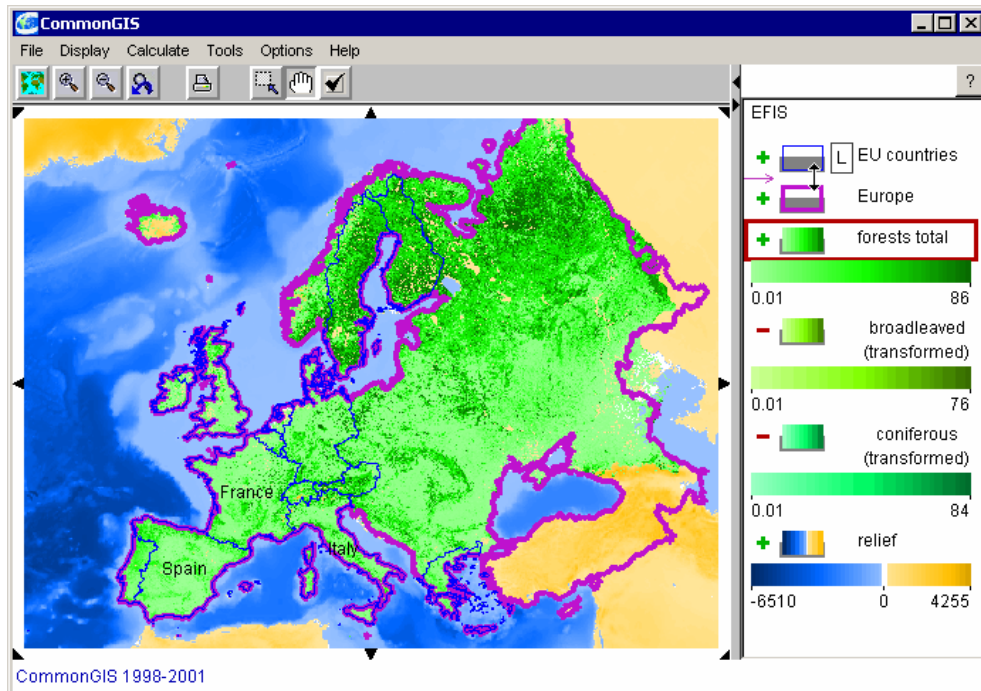 CommonGIS
File Display Calculate Tools Options Help
?
EFIS
L EU countries
Europe
forests total
0.01 86
broadleaved
(transformed)
0.01 76
coniferous
(transformed)
0.01 84
relief
-6510 0 4255
France
Italy
Spain
CommonGIS 1998-2001